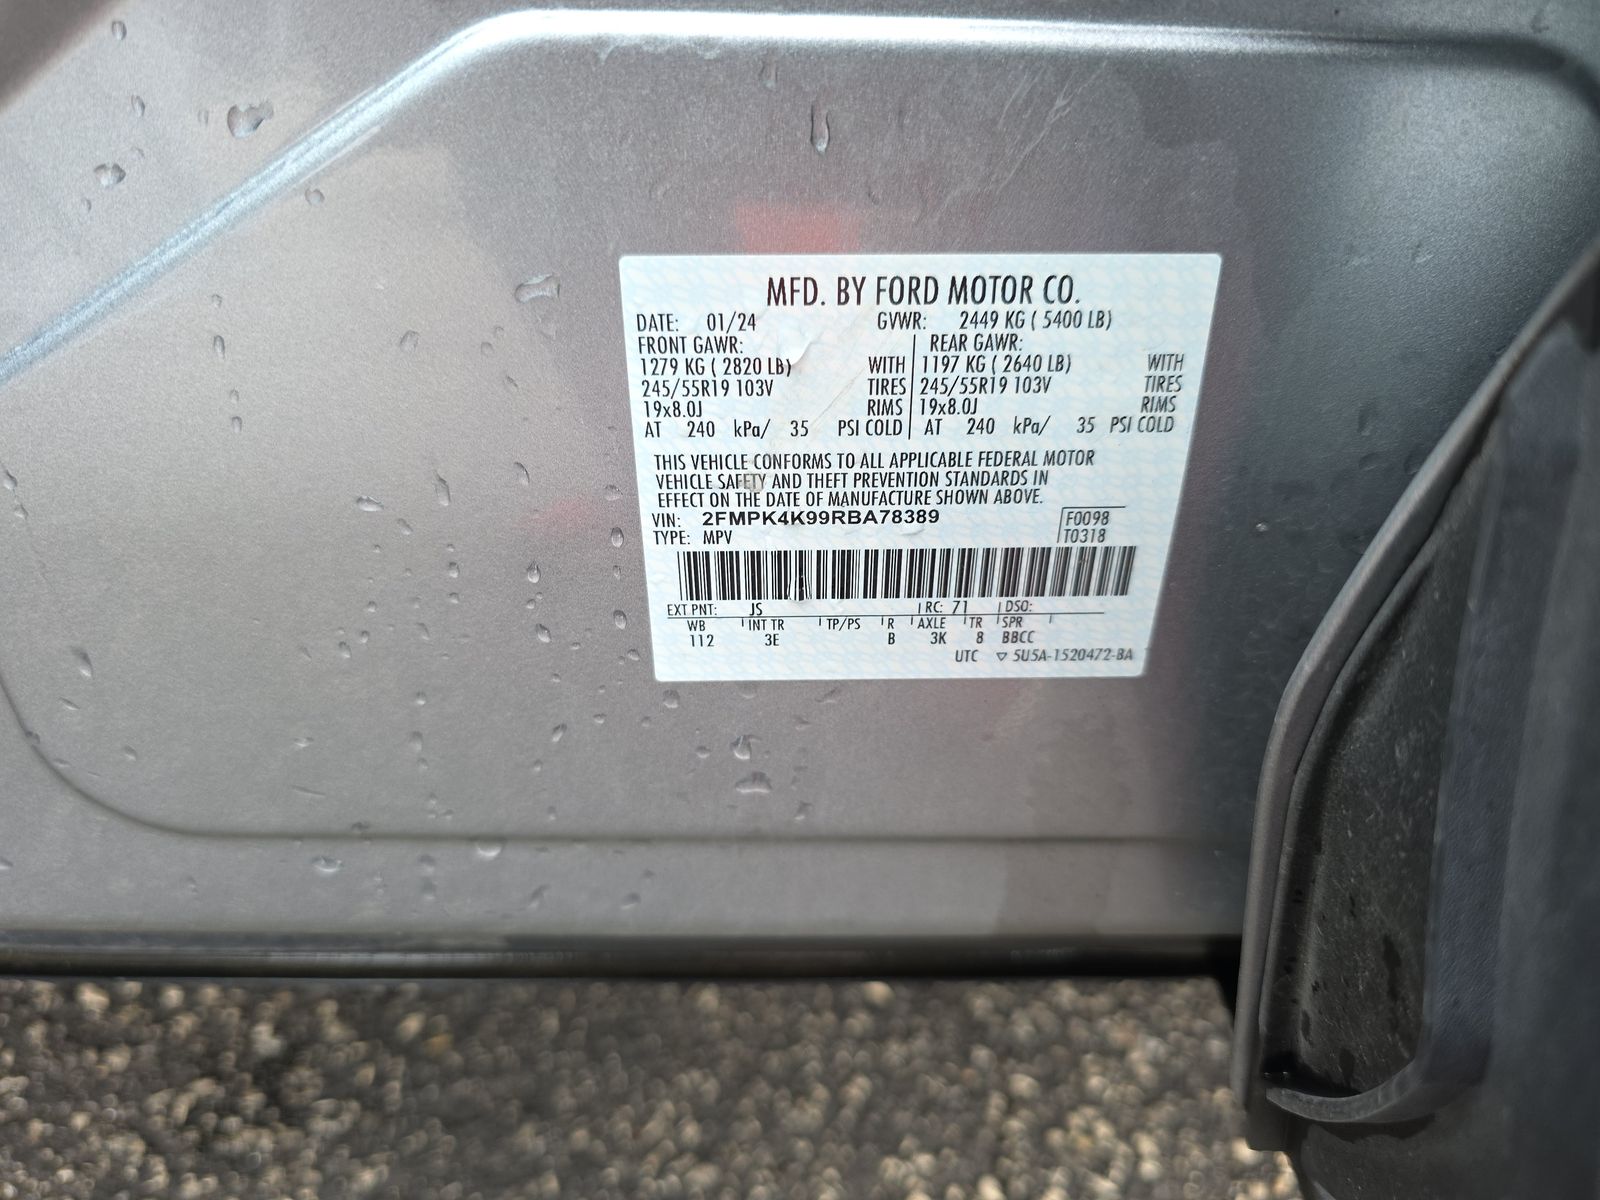 MFD. BY FORD MOTOR CO.
DATE: 01/24 GVWR: 2449 KG ( 5400 LB)
FRONT GAWR: REAR GAWR:
1279 KG ( 2820 LB) WITH 1197 KG ( 2640 LB) WITH
245/55R19 103V TIRES 245/55R19 103V TIRES
19x8.0J RIMS 19x8.0J RIMS
AT 240 kPa/ 35 PSI COLD AT 240 kPa/ 35 PSI COLD
THIS VEHICLE CONFORMS TO ALL APPLICABLE FEDERAL MOTOR
VEHICLE SAFETY AND THEFT PREVENTION STANDARDS IN
EFFECT ON THE DATE OF MANUFACTURE SHOWN ABOVE.
VIN: 2FMPK4K99RBA78389 F0098
TYPE: MPV T0318
EXT PNT: JS RC: 71 DSO:
WB INT TR TP/PS R AXLE TR SPR
112 3E B 3K 8 BBCC
UTC ▽ 5U5A-1520472-BA